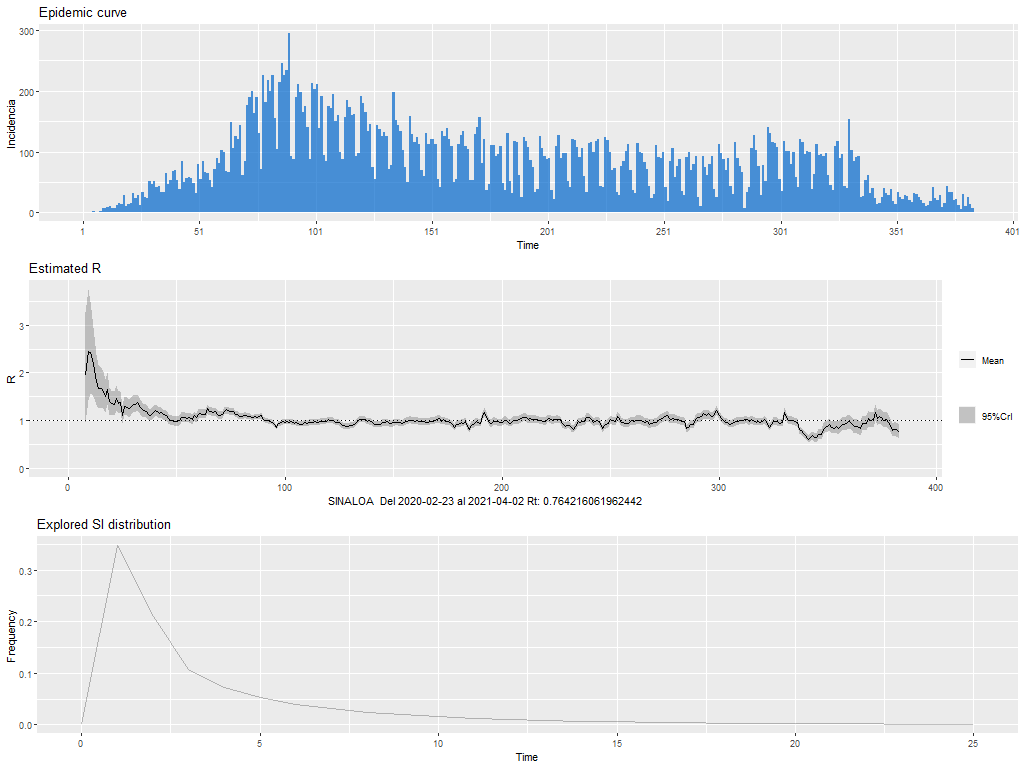 Epidemic curve
Incidencia
300
200
100
0
1
51
101
151
201
251
301
351
401
Time
Estimated R
R
3
2
1
0
0
100
200
300
400
SINALOA  Del 2020-02-23 al 2021-04-02 Rt: 0.764216061962442
Mean
95%CrI
Explored SI distribution
Frequency
0.3
0.2
0.1
0.0
0
5
10
15
20
25
Time